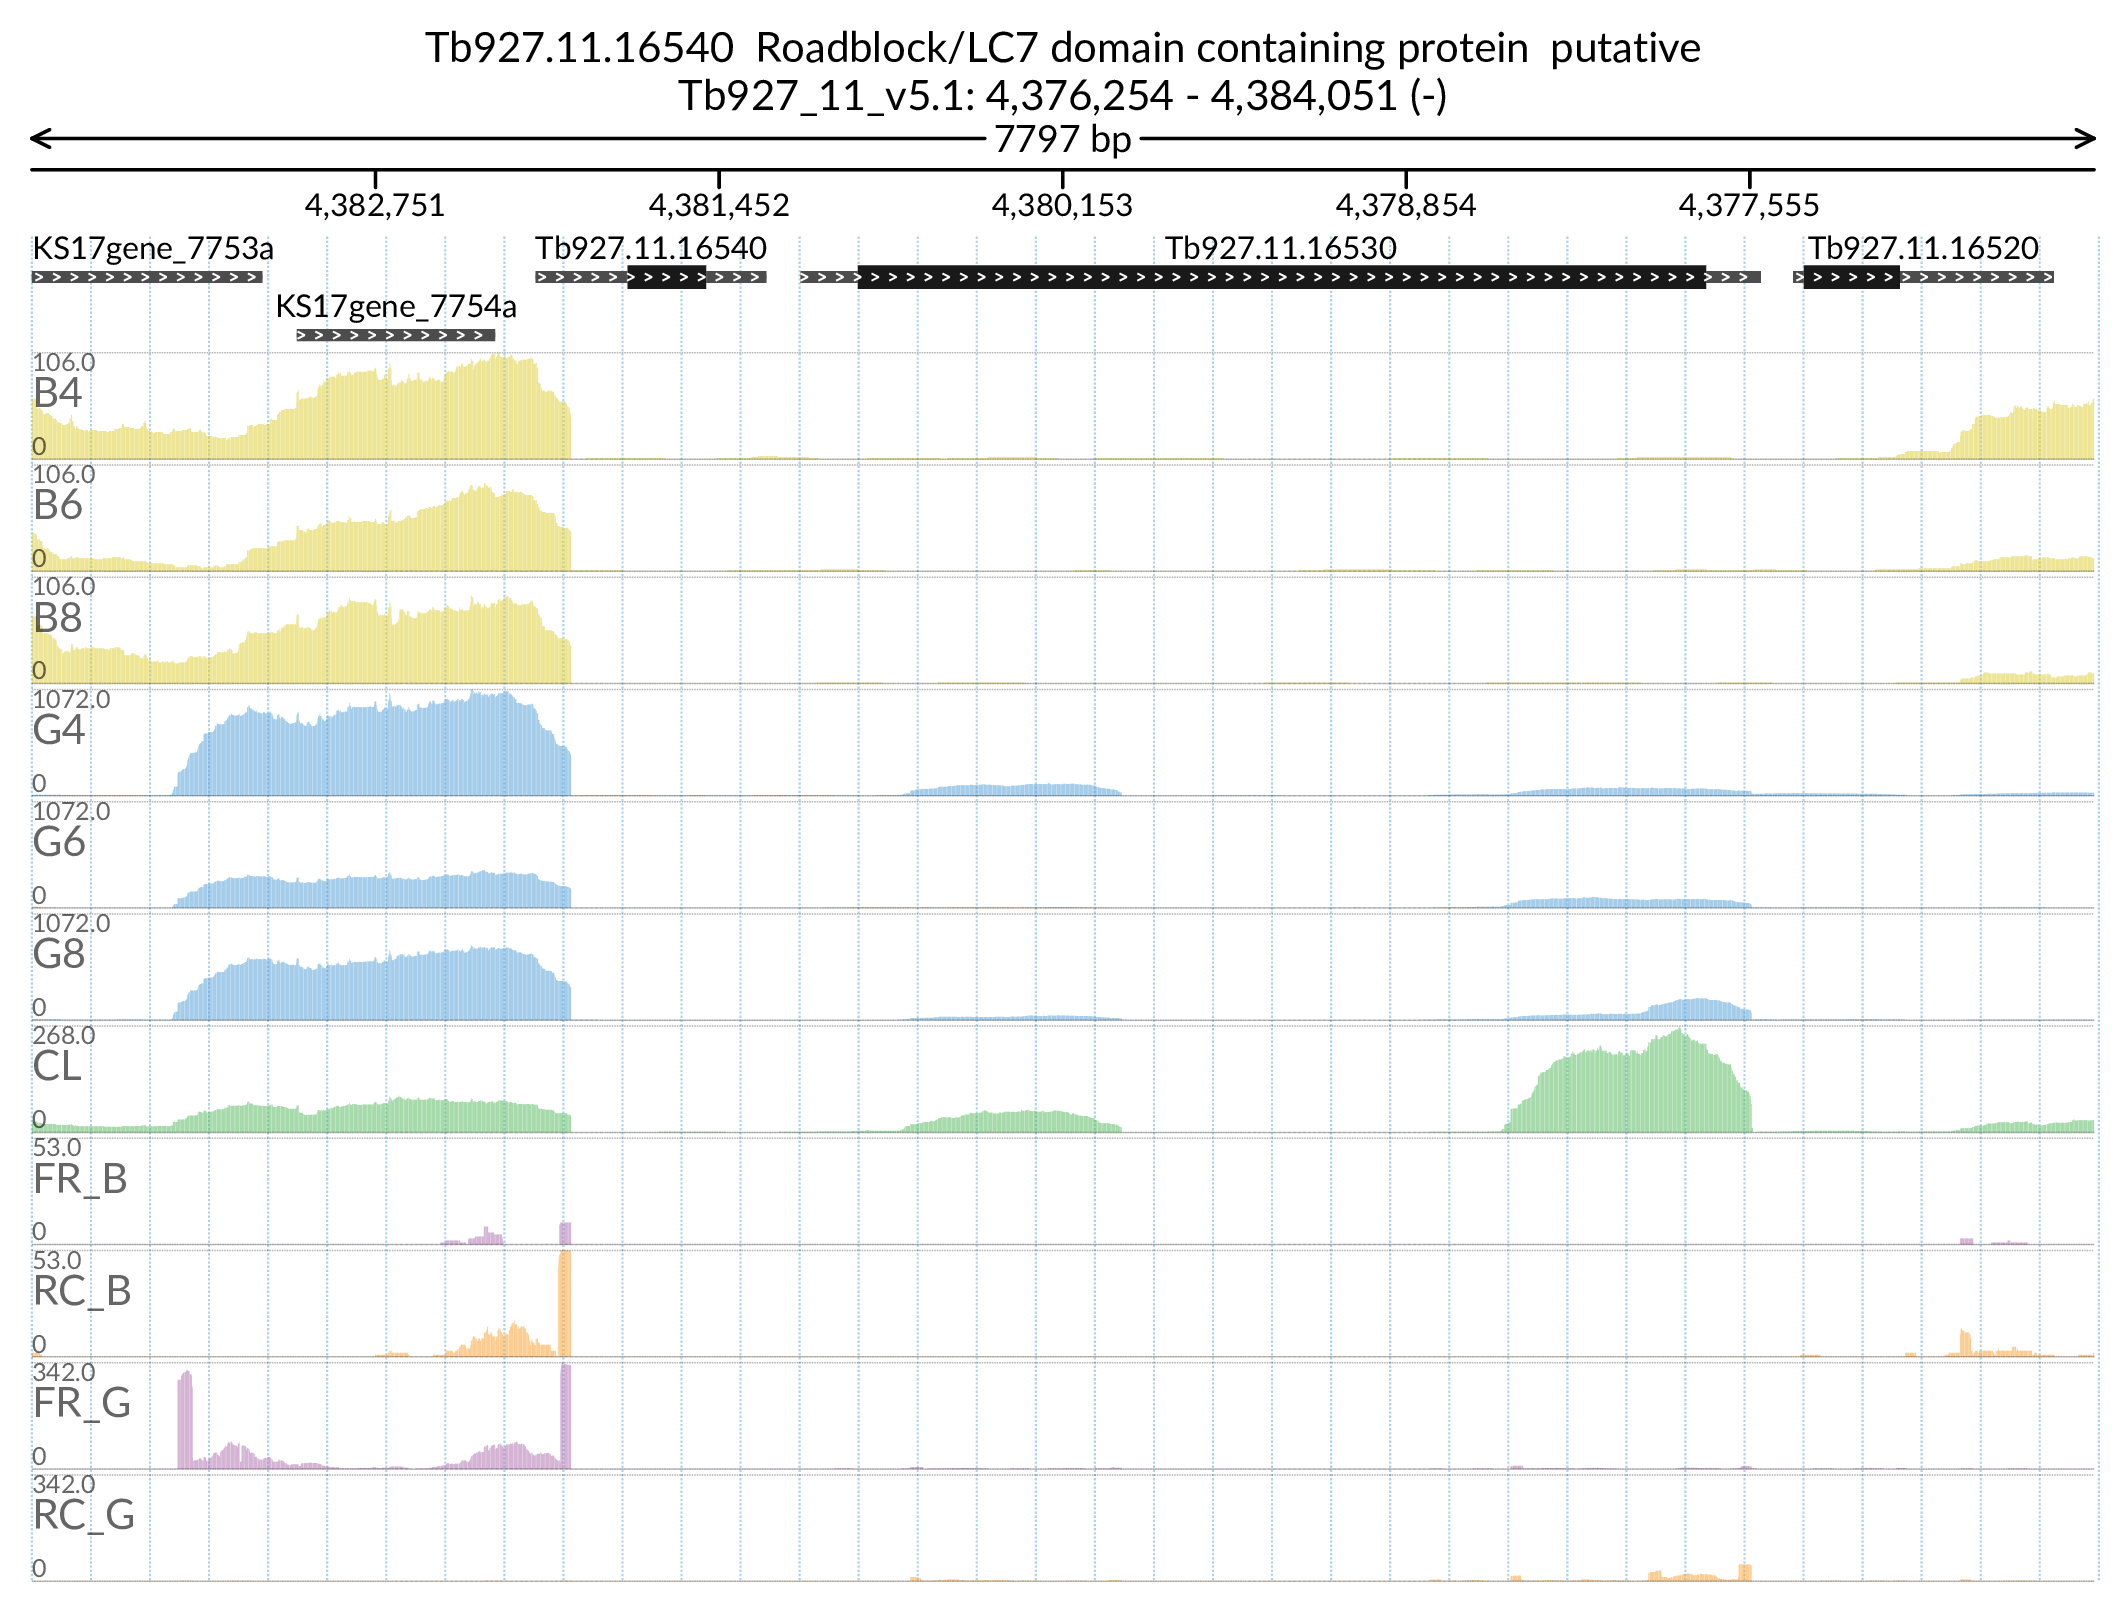 Tb927.11.16540  Roadblock/LC7 domain containing protein  putative
Tb927_11_v5.1: 4,376,254 - 4,384,051 (-)
7797 bp
4,382,751 4,381,452 4,380,153 4,378,854 4,377,555
KS17gene_7753a Tb927.11.16540 Tb927.11.16530 Tb927.11.16520
KS17gene_7754a
106.0
B4
0
106.0
B6
0
106.0
B8
0
1072.0
G4
0
1072.0
G6
0
1072.0
G8
0
268.0
CL
0
53.0
FR_B
0
53.0
RC_B
0
342.0
FR_G
0
342.0
RC_G
0